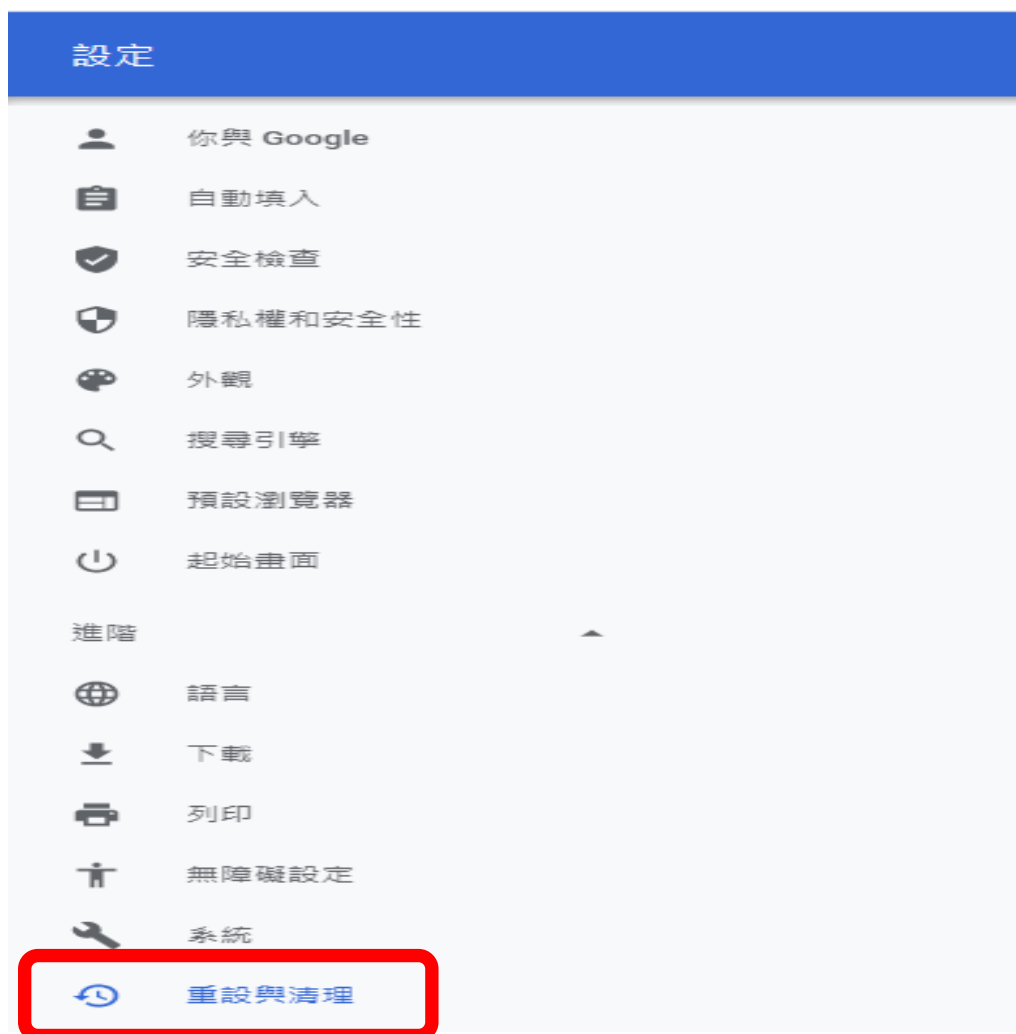 設定
你與 Google
自動填入
安全檢查
隱私權和安全性
外觀
搜尋引擎
預設瀏覽器
起始畫面
進階
語言
下載
列印
無障礙設定
系統
重設與清理